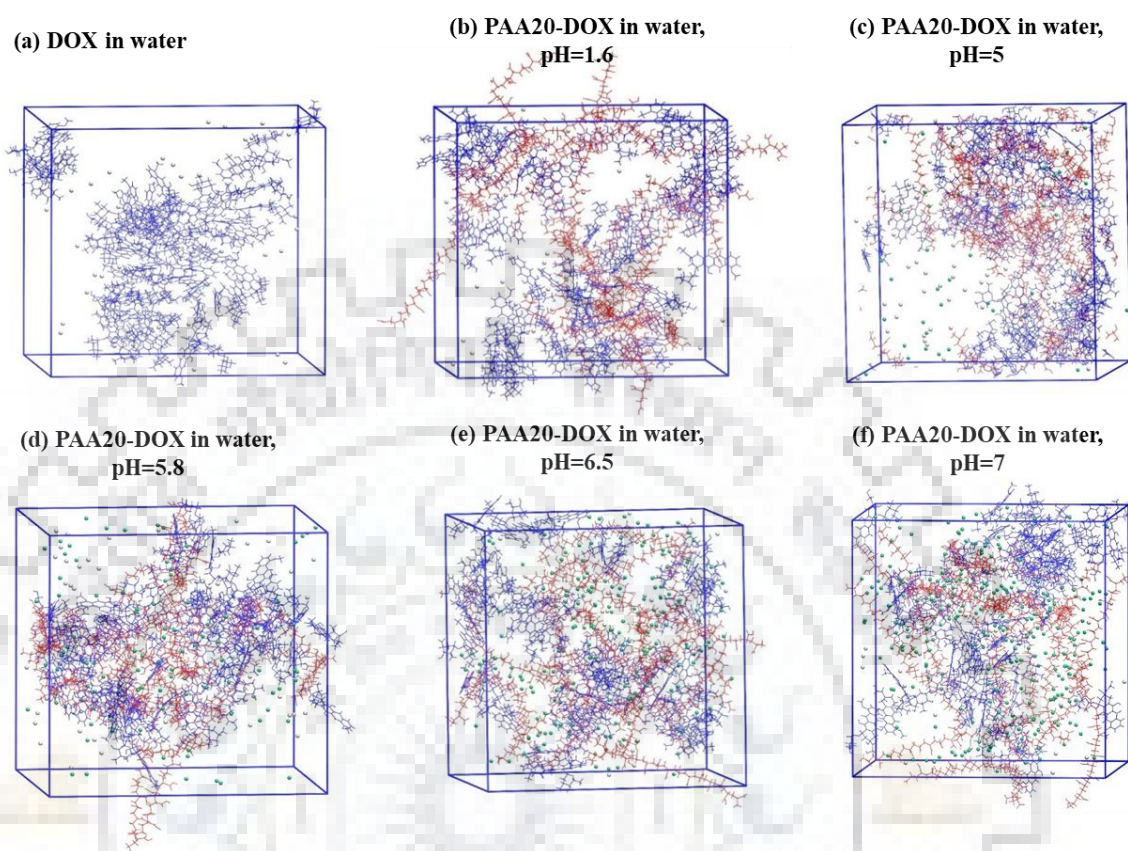 (a) DOX in water
(b) PAA20-DOX in water,
pH=1.6
(c) PAA20-DOX in water,
pH=5
(d) PAA20-DOX in water,
pH=5.8
(e) PAA20-DOX in water,
pH=6.5
(f) PAA20-DOX in water,
pH=7